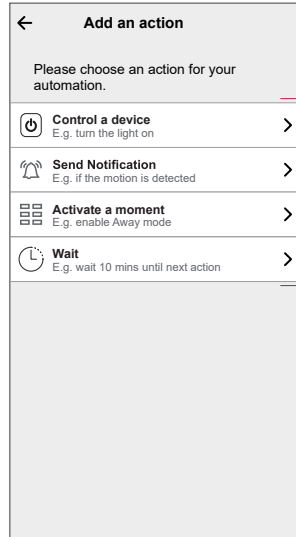 Add an action
Please choose an action for your
automation.
Control a device
E.g. turn the light on
Send Notification
E.g. if the motion is detected
Activate a moment
E.g. enable Away mode
Wait
E.g. wait 10 mins until next action